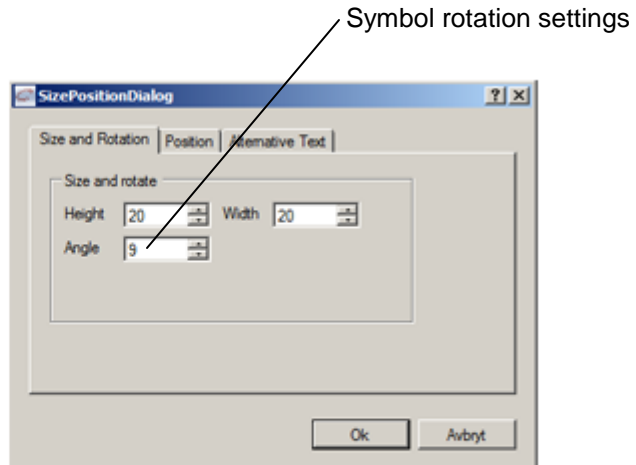 Symbol rotation settings
SizePositionDialog
Size and Rotation Position Alternative Text
Size and rotate
Height 20 Width 20
Angle 9
Ok Avbryt